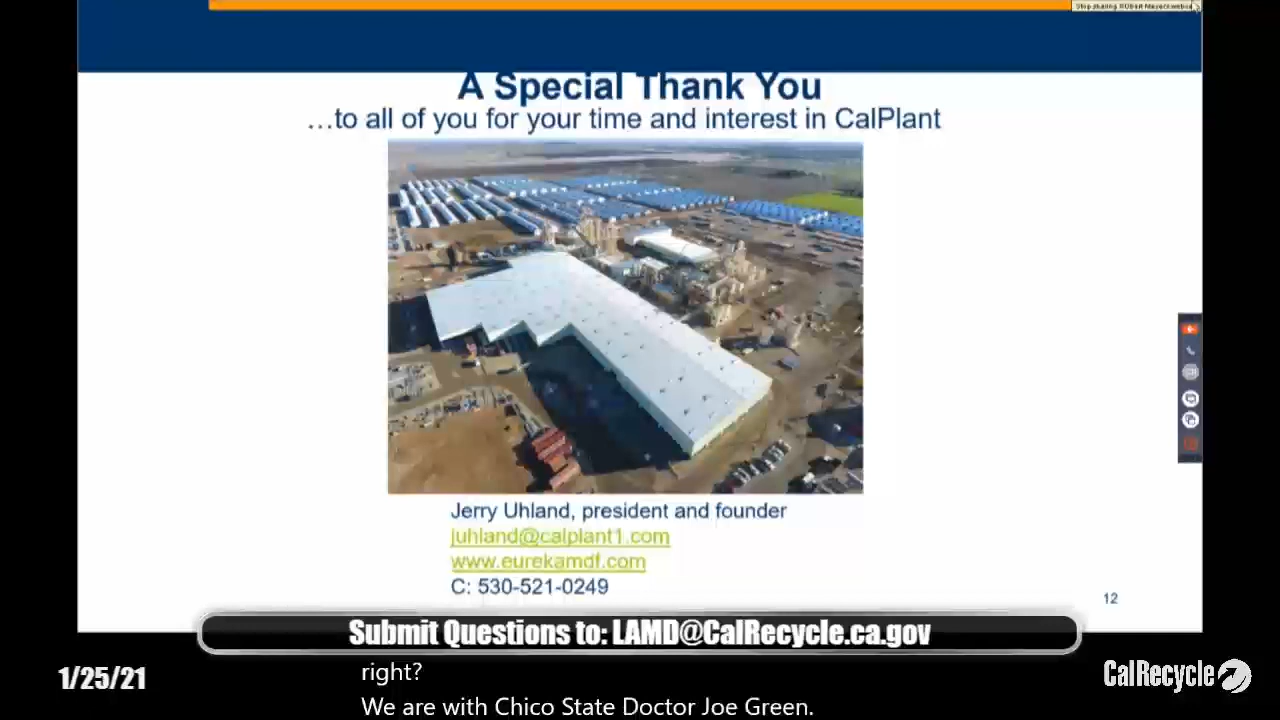 A Special Thank You
…to all of you for your time and interest in CalPlant
Jerry Uhland, president and founder
juhland@calplant1.com
www.eurekamdf.com
C: 530-521-0249
12
Submit Questions to: LAMD@CalRecycle.ca.gov
1/25/21
right?
We are with Chico State Doctor Joe Green.
CalRecycle